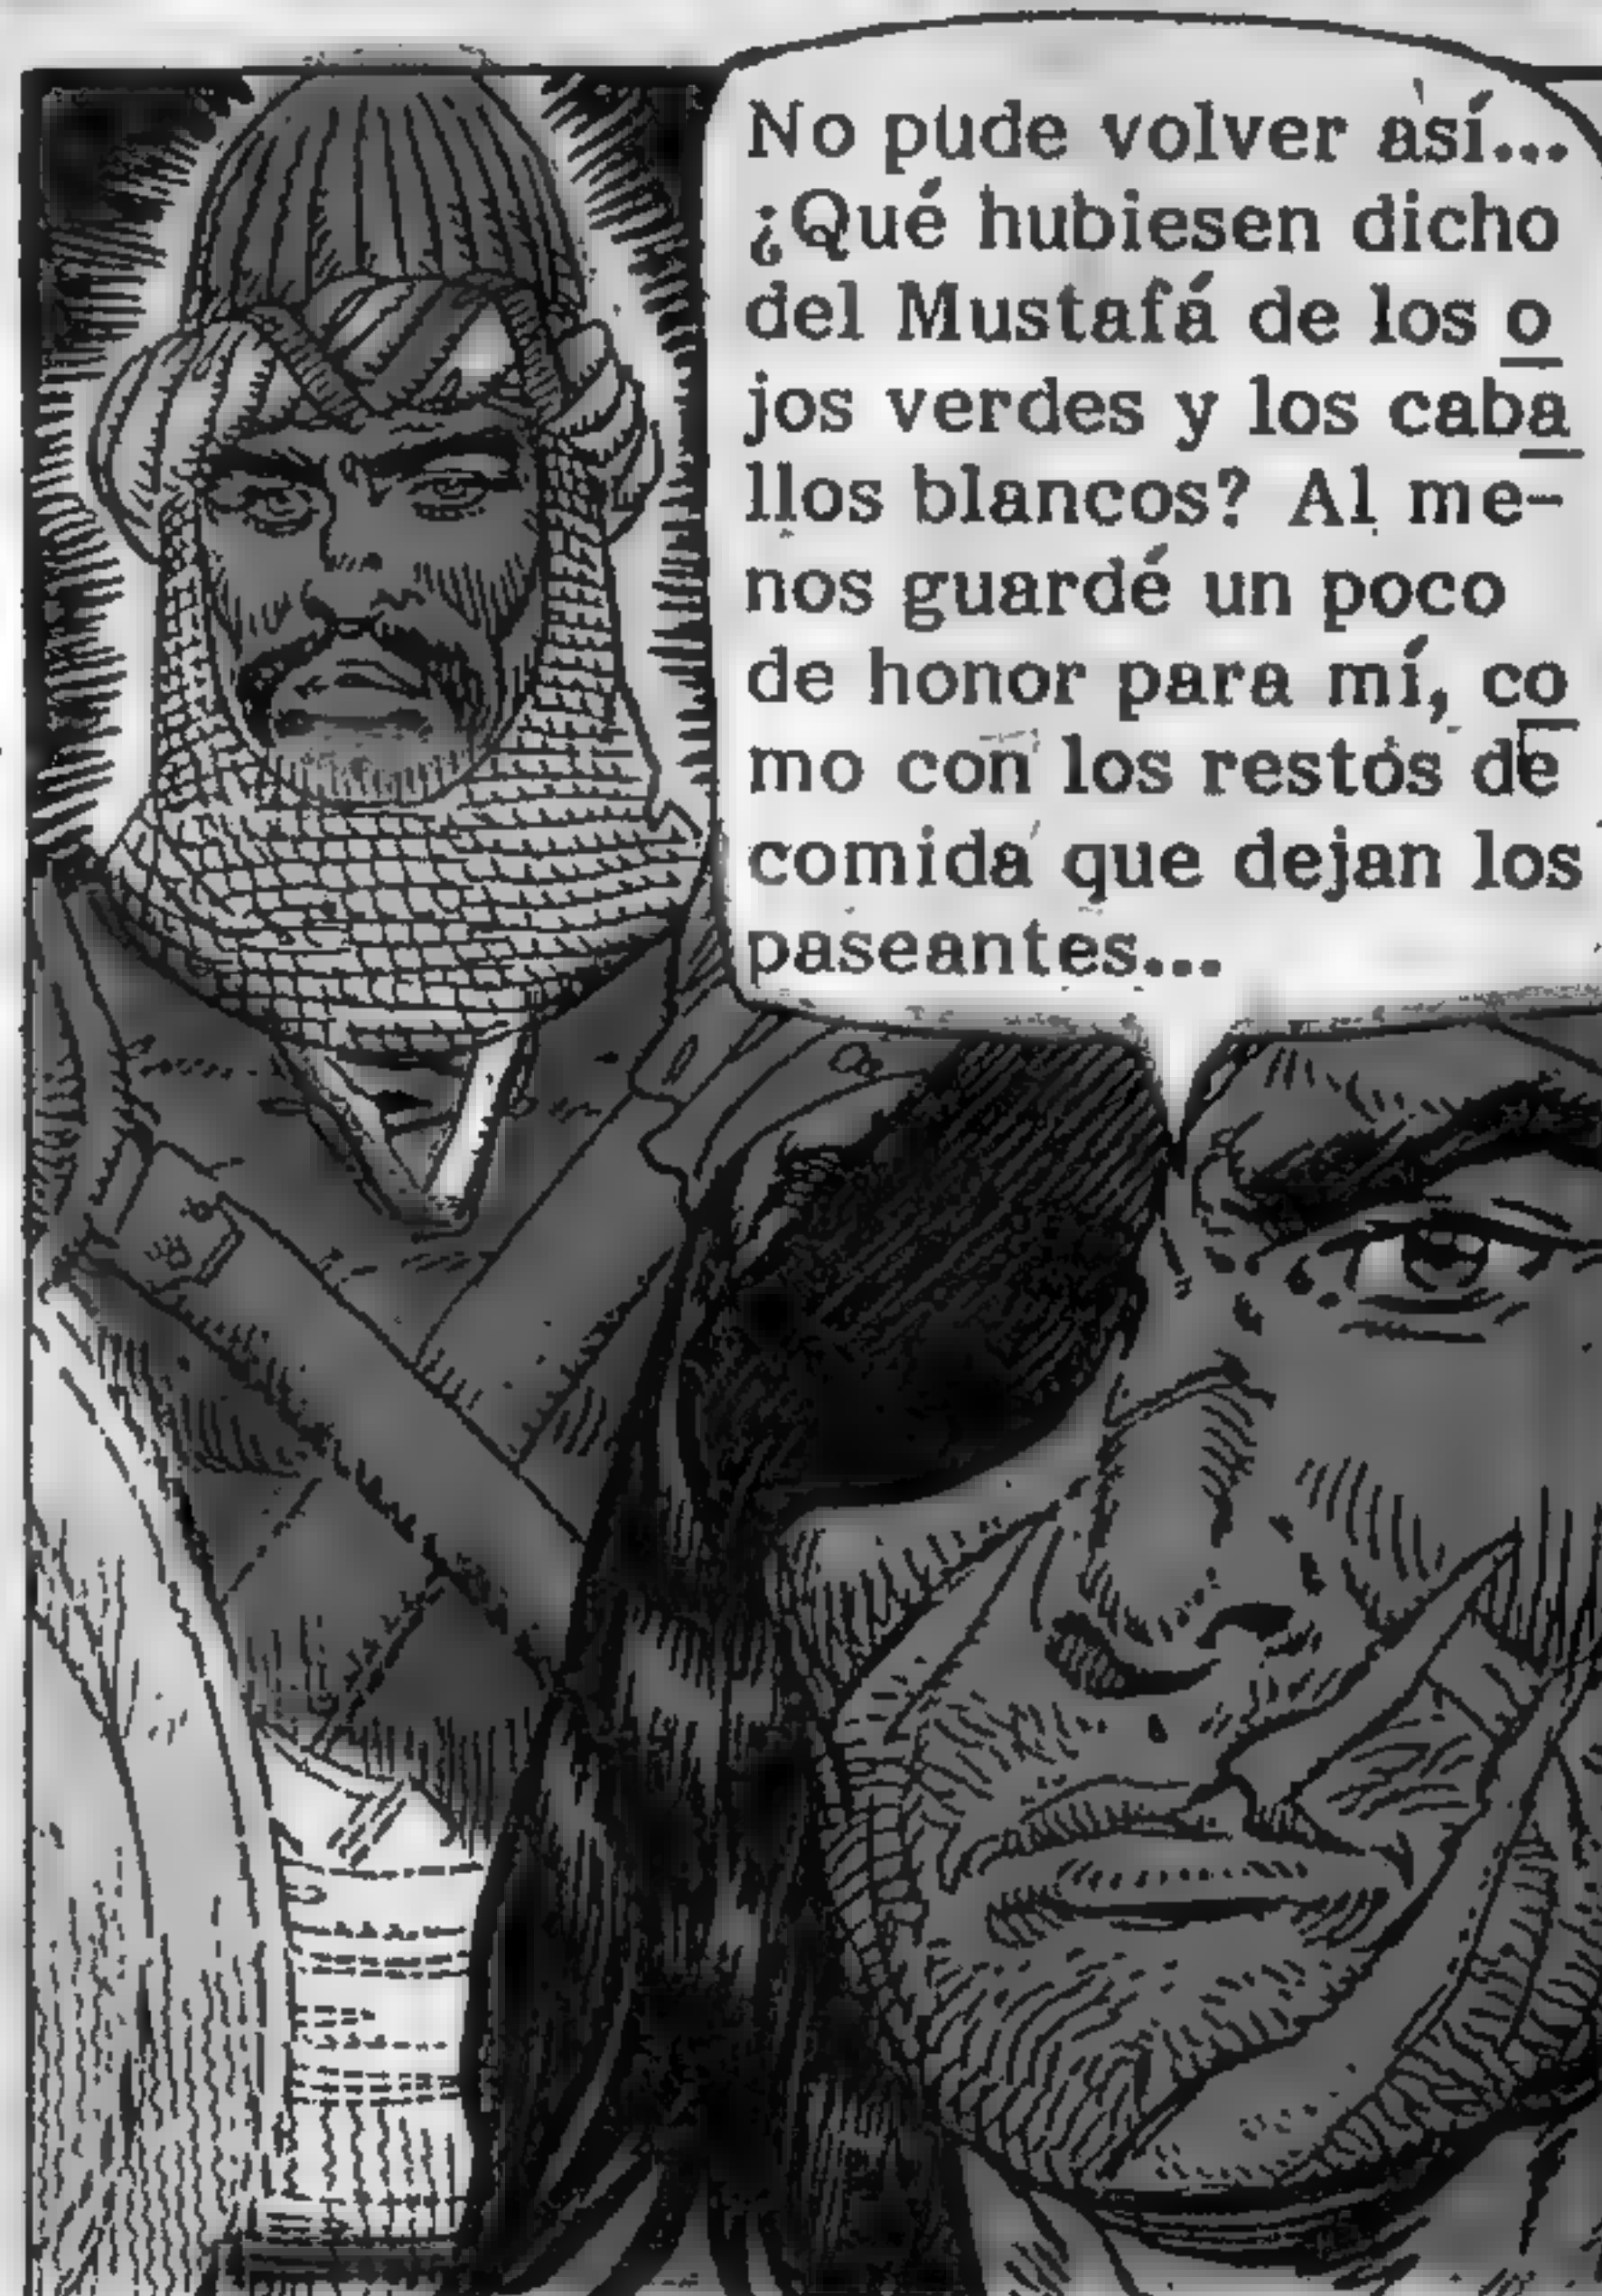 No pude volver así...
¿Qué hubiesen dicho
del Mustafá de los o
jos verdes y los caba
llos blancos? Al me-
nos guardé un poco
de honor para mí, co
mo con los restos de
comida que dejan los
paseantes...